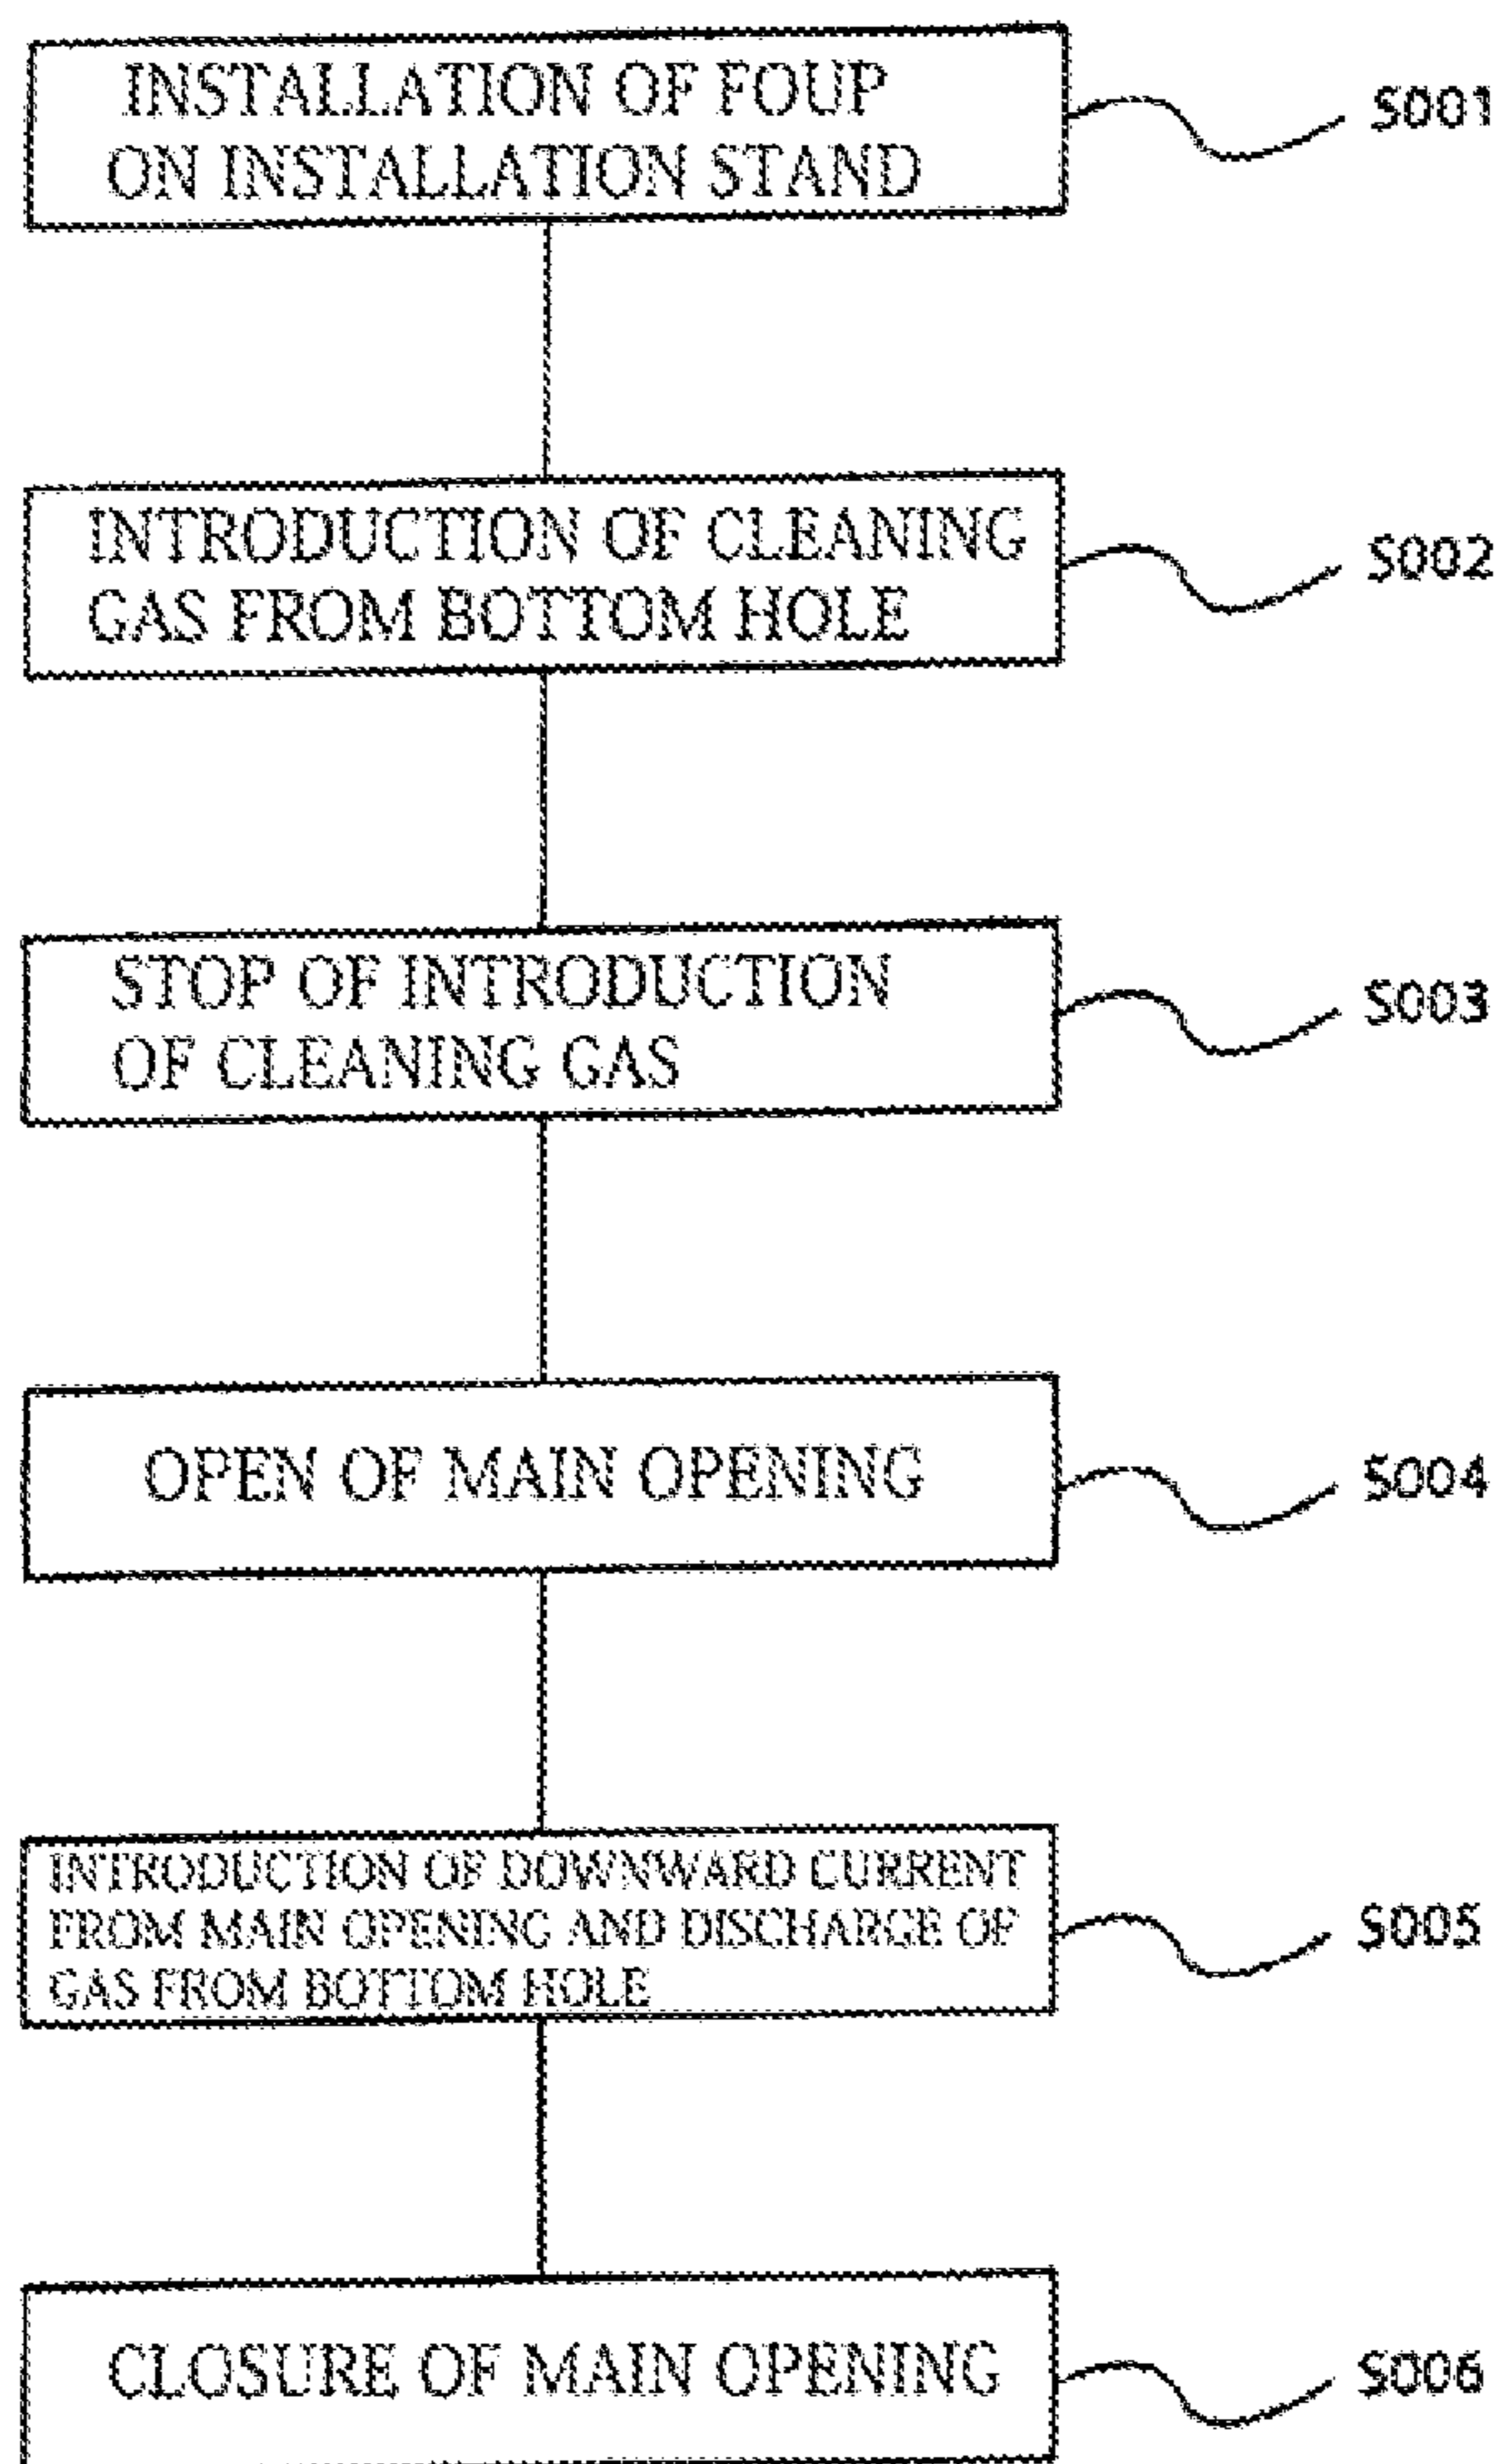 INSTALLATION OF FOUP
ON INSTALLATION STAND
S001
INTRODUCTION OF CLEANING
GAS FROM BOTTOM HOLE
S002
STOP OF INTRODUCTION
OF CLEANING GAS
S003
OPEN OF MAIN OPENING
S004
INTRODUCTION OF DOWNWARD CURRENT
FROM MAIN OPENING AND DISCHARGE OF
GAS FROM BOTTOM HOLE
S005
CLOSURE OF MAIN OPENING
S006